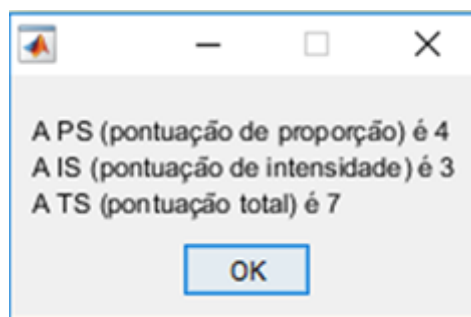 A PS (pontuação de proporção) é 4
A IS (pontuação de intensidade) é 3
A TS (pontuação total) é 7
OK